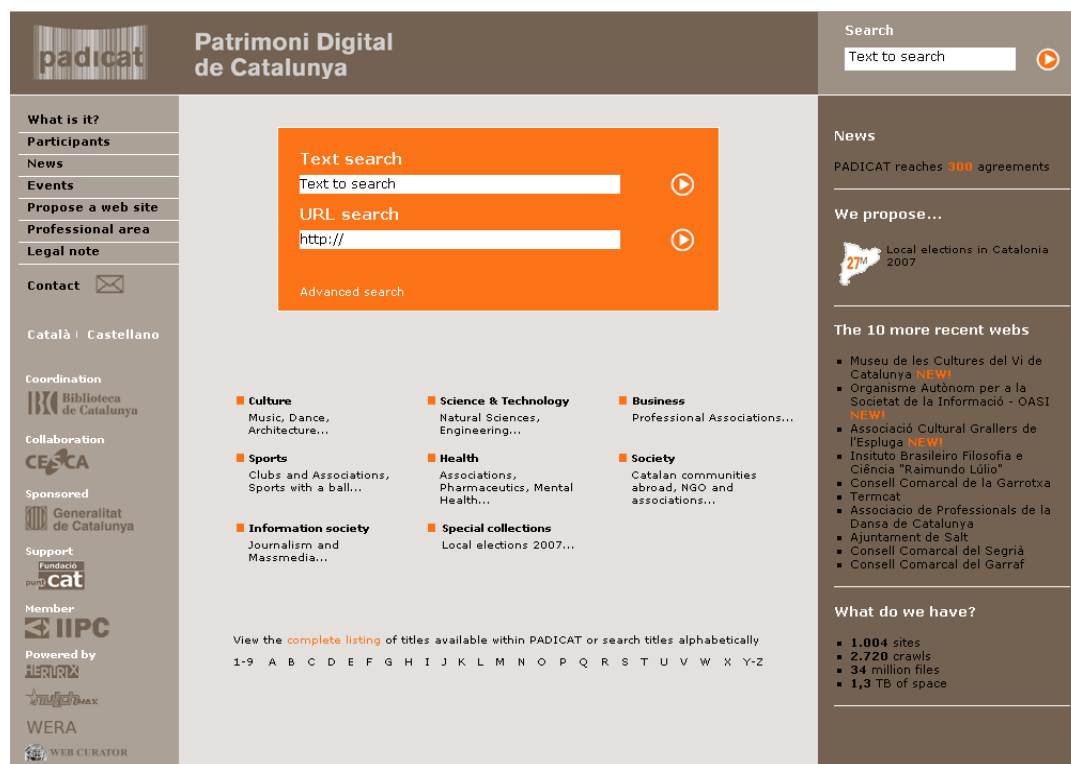 padicat
Patrimoni Digital
de Catalunya
Search
Text to search
What is it?
Participants
News
Events
Propose a web site
Professional area
Legal note
Contact
Català | Castellano
Coordination
Biblioteca
de Catalunya
Collaboration
CESCA
Sponsored
Generalitat
de Catalunya
Support
Fundació
punt cat
Member
IIPC
Powered by
HERITRIX
nutchwax
WERA
WEB CURATOR
Text search
Text to search
URL search
http://
Advanced search
Culture
Music, Dance,
Architecture...
Science & Technology
Natural Sciences,
Engineering...
Business
Professional Associations...
Sports
Clubs and Associations,
Sports with a ball...
Health
Associations,
Pharmaceutics, Mental
Health...
Society
Catalan communities
abroad, NGO and
associations...
Information society
Journalism and
Massmedia...
Special collections
Local elections 2007...
View the complete listing of titles available within PADICAT or search titles alphabetically
1-9 A B C D E F G H I J K L M N O P Q R S T U V W X Y-Z
News
PADICAT reaches 300 agreements
We propose...
27M
Local elections in Catalonia
2007
The 10 more recent webs
Museu de les Cultures del Vi de
Catalunya NEW!
Organisme Autònom per a la
Societat de la Informació - OASI
NEW!
Associació Cultural Grallers de
l'Espluga NEW!
Insituto Brasileiro Filosofia e
Ciência "Raimundo Lúlio"
Consell Comarcal de la Garrotxa
Termcat
Associacio de Professionals de la
Dansa de Catalunya
Ajuntament de Salt
Consell Comarcal del Segrià
Consell Comarcal del Garraf
What do we have?
1.004 sites
2.720 crawls
34 million files
1,3 TB of space